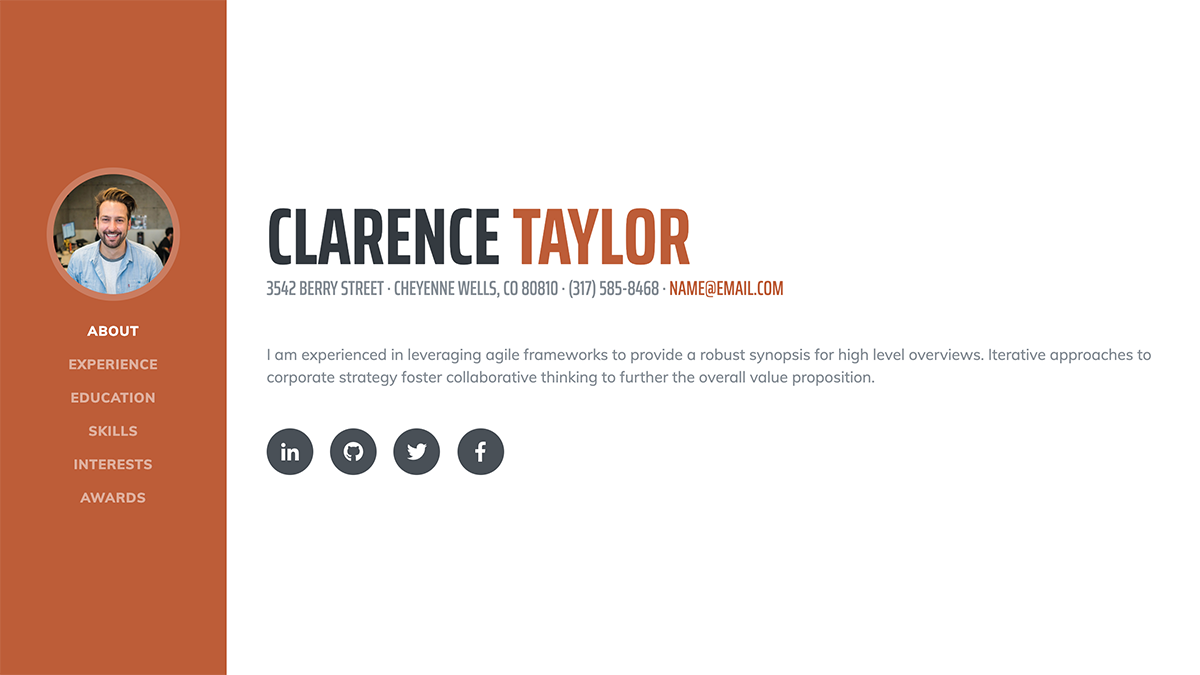 ABOUT
EXPERIENCE
EDUCATION
SKILLS
INTERESTS
AWARDS
CLARENCE TAYLOR
3542 BERRY STREET · CHEYENNE WELLS, CO 80810 · (317) 585-8468 · NAME@EMAIL.COM
I am experienced in leveraging agile frameworks to provide a robust synopsis for high level overviews. Iterative approaches to
corporate strategy foster collaborative thinking to further the overall value proposition.
in
f